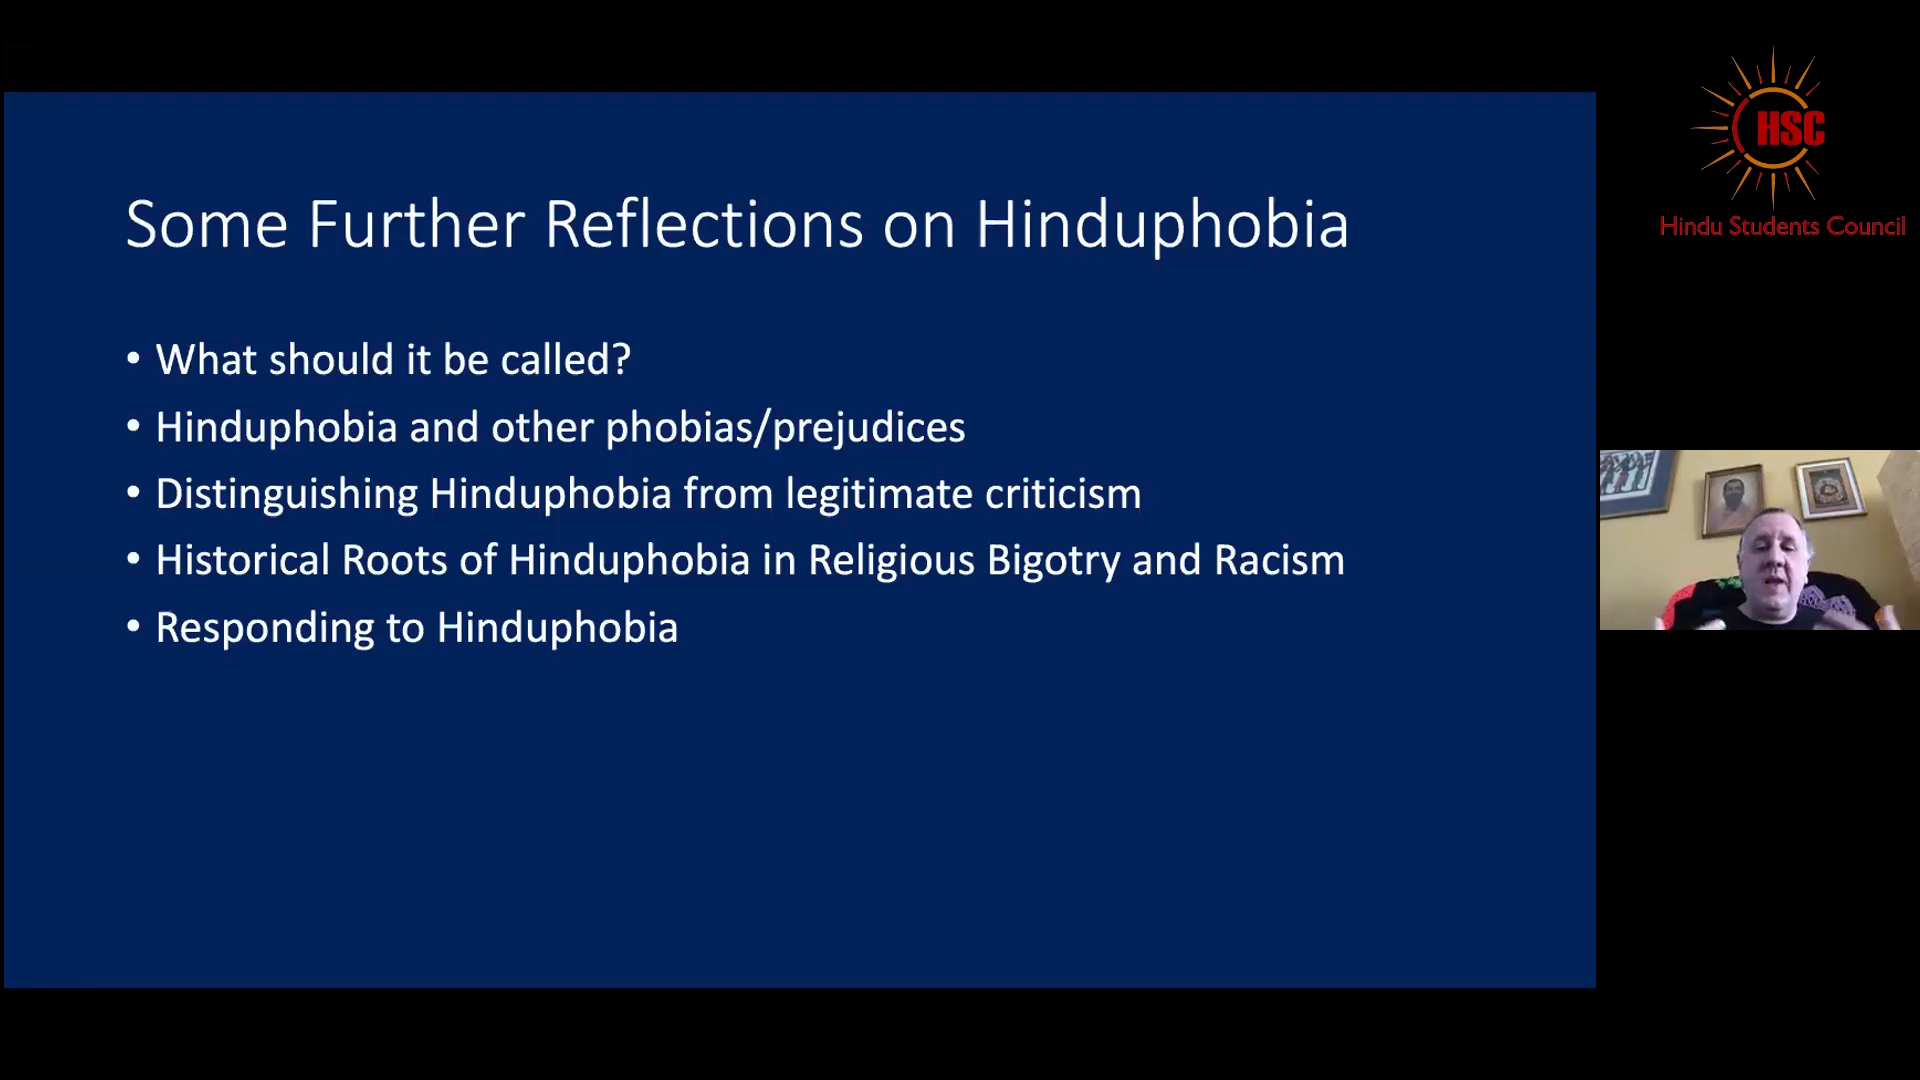 Some Further Reflections on Hinduphobia
• What should it be called?
• Hinduphobia and other phobias/prejudices
• Distinguishing Hinduphobia from legitimate criticism
• Historical Roots of Hinduphobia in Religious Bigotry and Racism
• Responding to Hinduphobia
HSC
Hindu Students Council